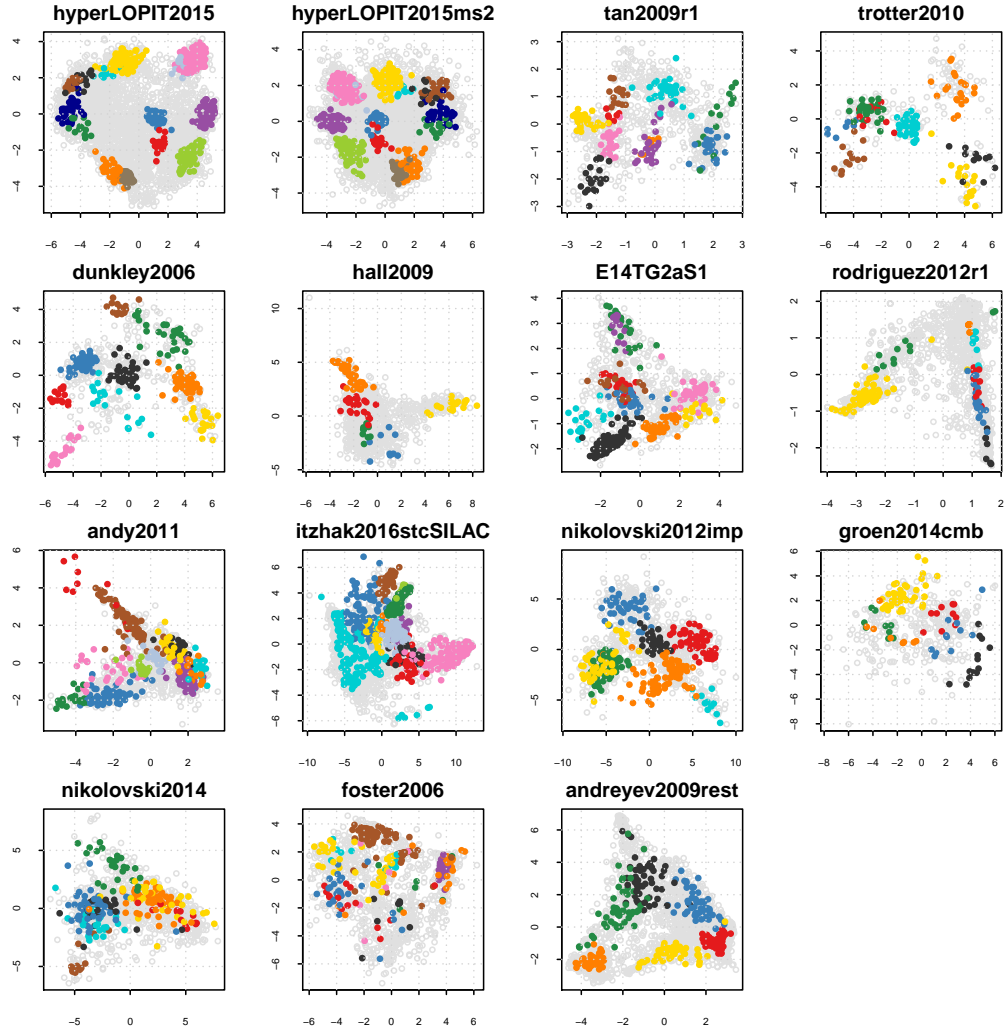 hyperLOPIT2015
4
2
0
−2
−4
−6 −4 −2 0 2 4
hyperLOPIT2015ms2
4
2
0
−2
−4
−4 −2 0 2 4 6
tan2009r1
3
2
1
0
−1
−2
−3
−3 −2 −1 0 1 2 3
trotter2010
4
2
0
−2
−4
−6 −4 −2 0 2 4 6
dunkley2006
4
2
0
−2
−4
−6 −4 −2 0 2 4 6
hall2009
10
5
0
−5
−6 −4 −2 0 2 4 6 8
E14TG2aS1
4
3
2
1
0
−1
−2
−2 0 2 4
rodriguez2012r1
2
1
0
−1
−2
−4 −3 −2 −1 0 1 2
andy2011
6
4
2
0
−2
−4 −2 0 2 4
itzhak2016stcSILAC
6
4
2
0
−2
−4
−6
−10 −5 0 5 10
nikolovski2012imp
5
0
−5
−10 −5 0 5 10
groen2014cmb
6
4
2
0
−2
−4
−6
−8
−8 −6 −4 −2 0 2 4 6 8
nikolovski2014
5
0
−5
−5 0 5
foster2006
4
2
0
−2
−4
−6
−6 −4 −2 0 2 4 6
andreyev2009rest
6
4
2
0
−2
−4 −2 0 2